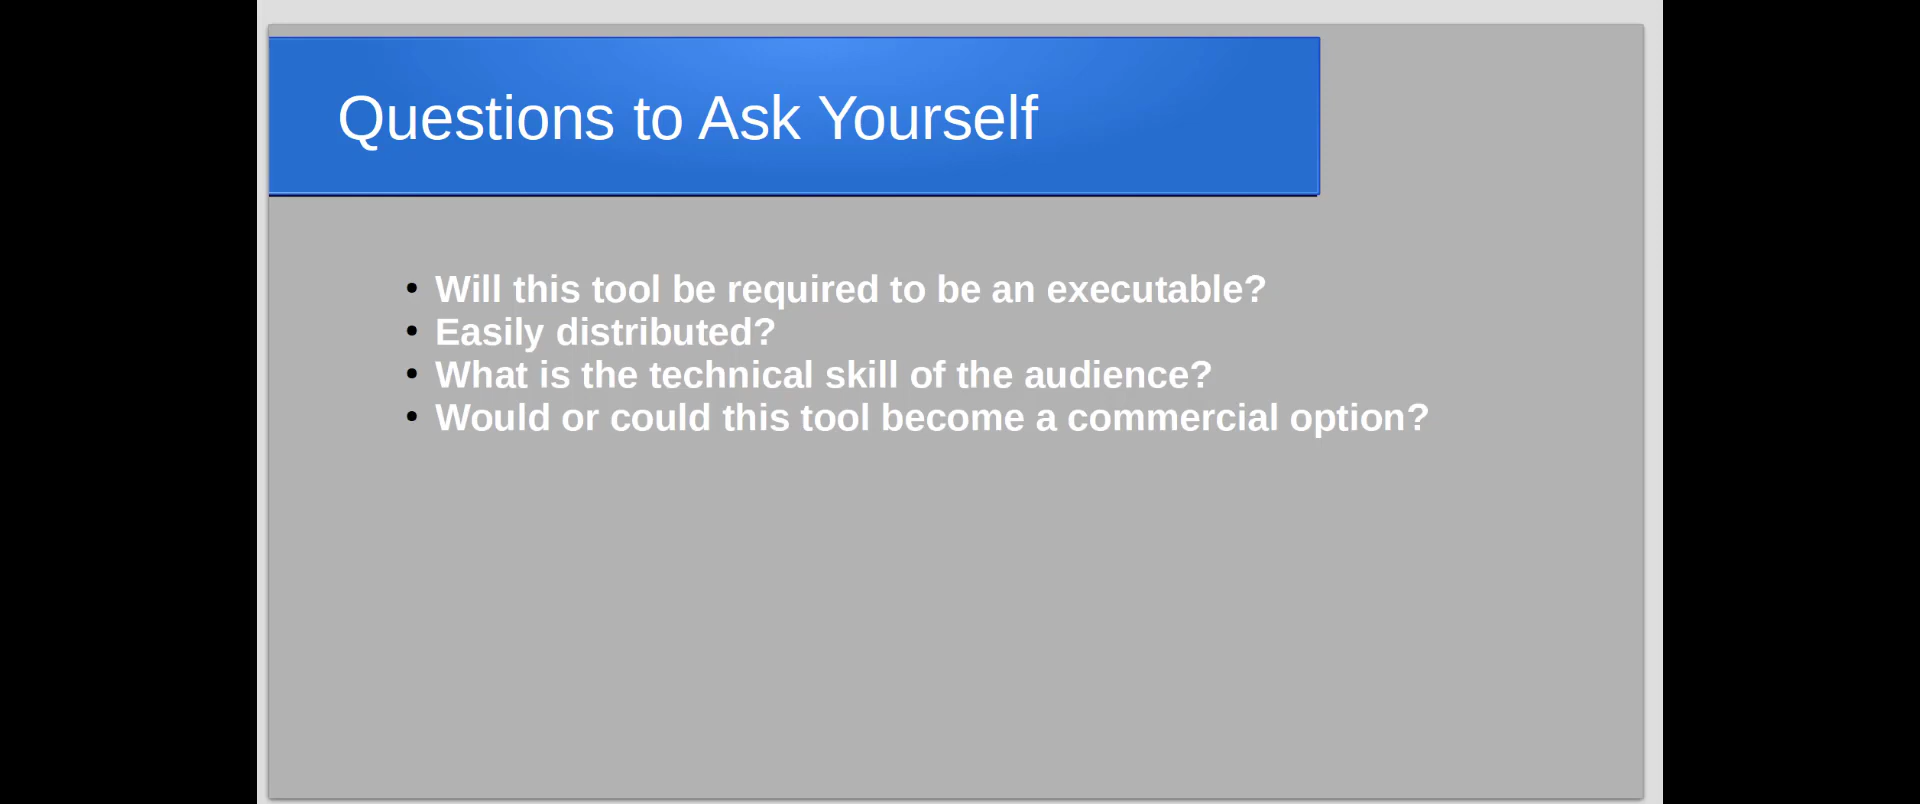 Questions to Ask Yourself
• Will this tool be required to be an executable?
• Easily distributed?
• What is the technical skill of the audience?
• Would or could this tool become a commercial option?